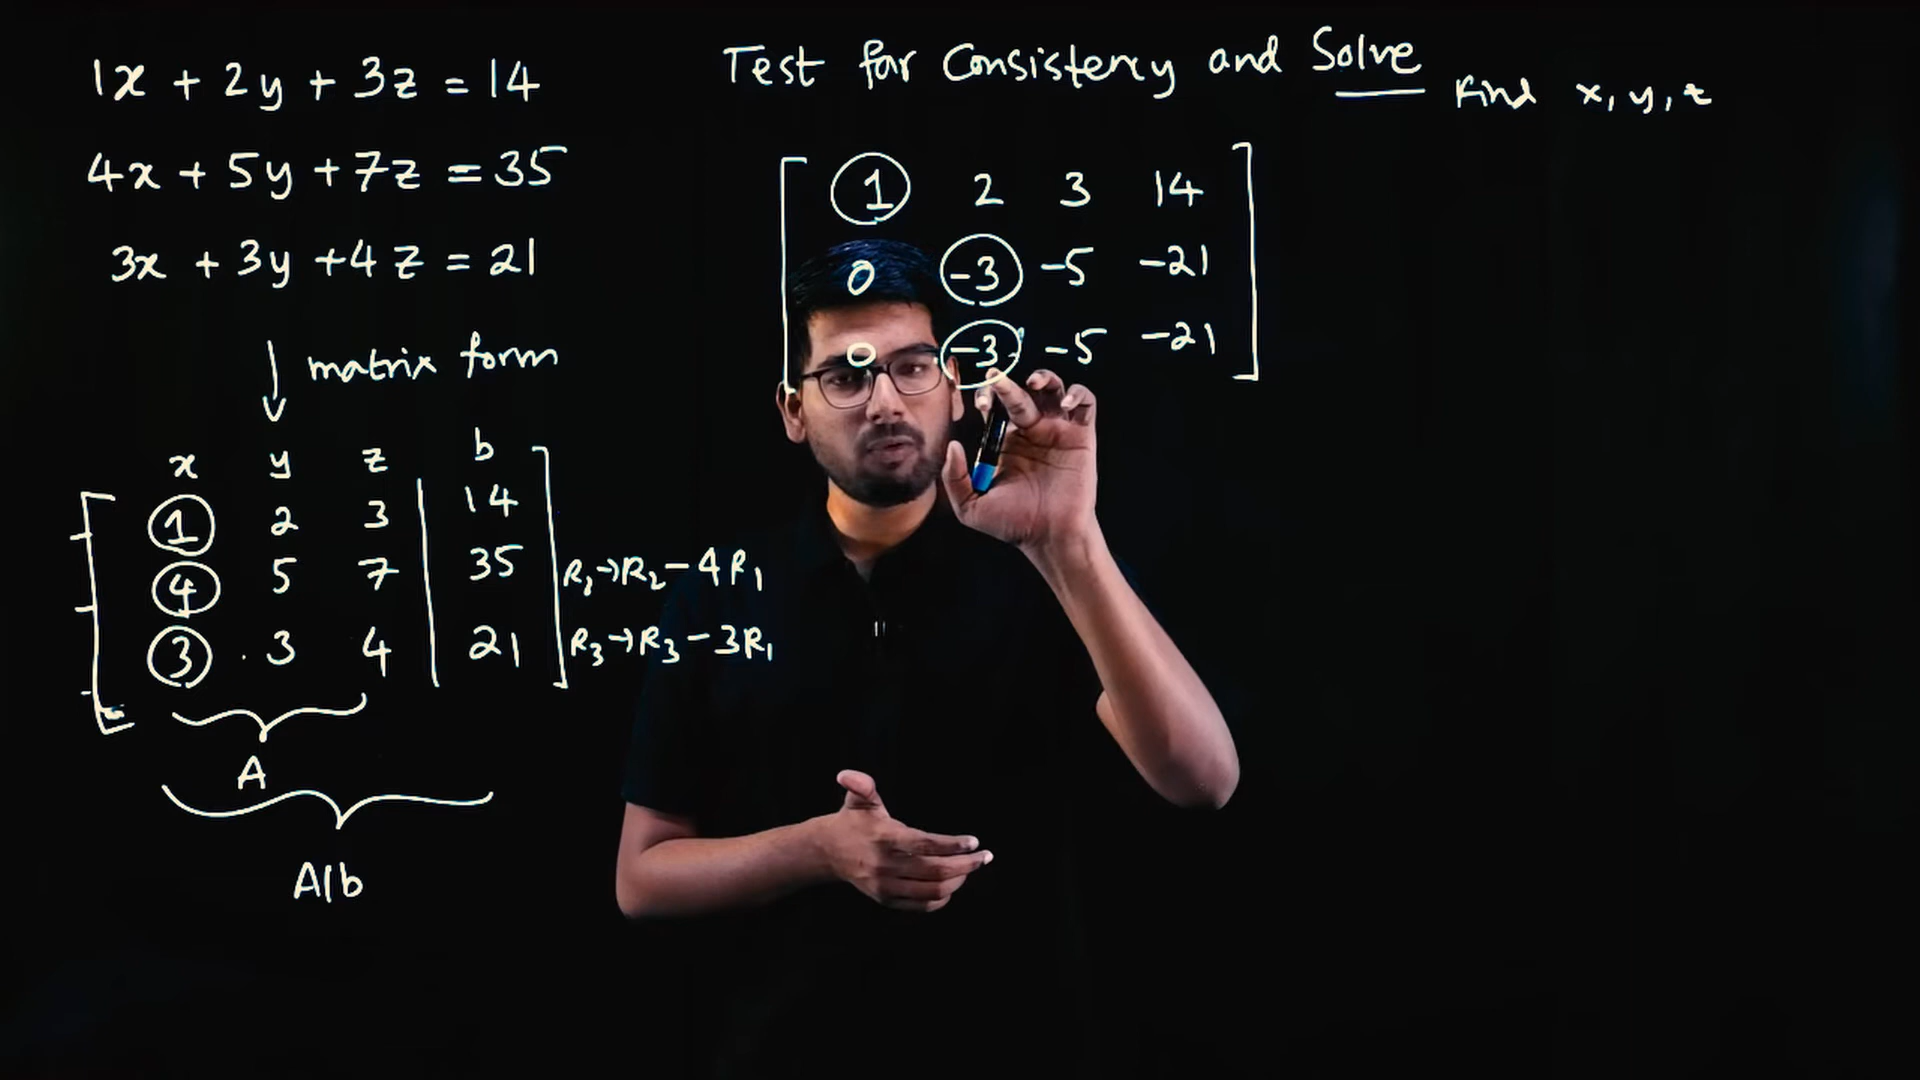 1x + 2y + 3z = 14
4x + 5y + 7z = 35
3x + 3y + 4z = 21
matrix form
x y z b
1 2 3 14
4 5 7 35
3 3 4 21
R₂→R₂-4R₁
R₃→R₃-3R₁
A
A|b
Test for Consistency and Solve
Find x, y, z
1 2 3 14
0 -3 -5 -21
0 -3 -5 -21